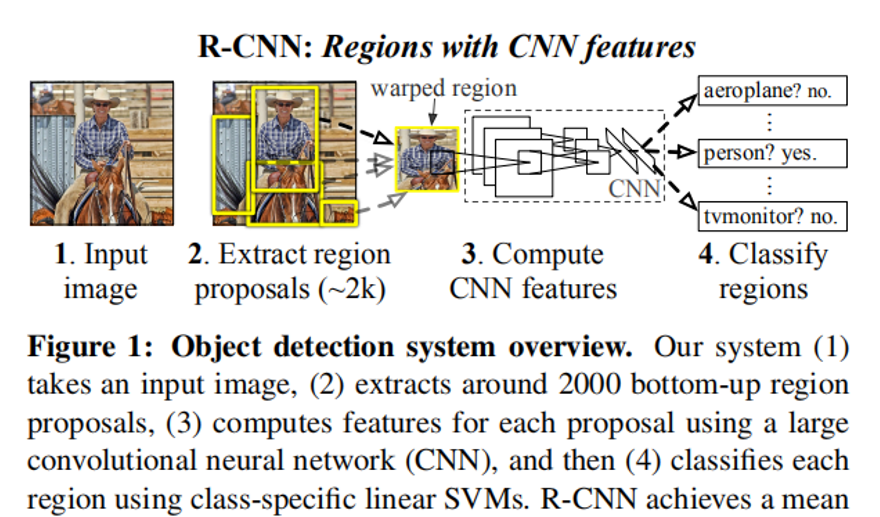 R-CNN: Regions with CNN features
warped region
aeroplane? no.
⋮
person? yes.
⋮
tvmonitor? no.
CNN
1. Input
image
2. Extract region
proposals (~2k)
3. Compute
CNN features
4. Classify
regions
Figure 1: Object detection system overview. Our system (1)
takes an input image, (2) extracts around 2000 bottom-up region
proposals, (3) computes features for each proposal using a large
convolutional neural network (CNN), and then (4) classifies each
region using class-specific linear SVMs. R-CNN achieves a mean